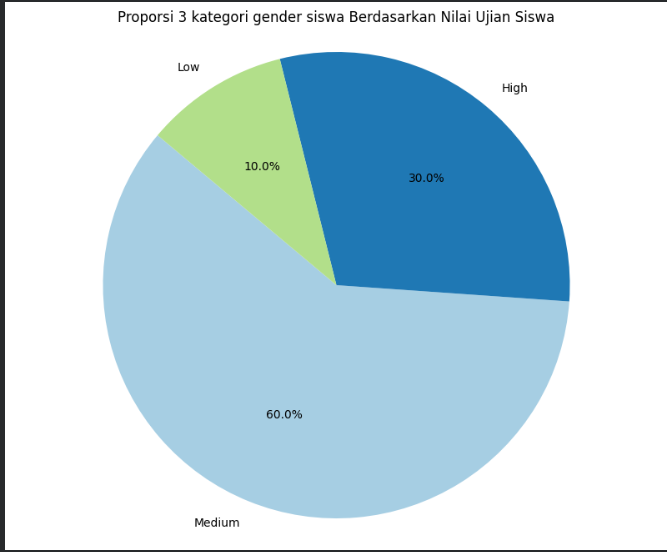 Proporsi 3 kategori gender siswa Berdasarkan Nilai Ujian Siswa
Low
High
10.0%
30.0%
60.0%
Medium